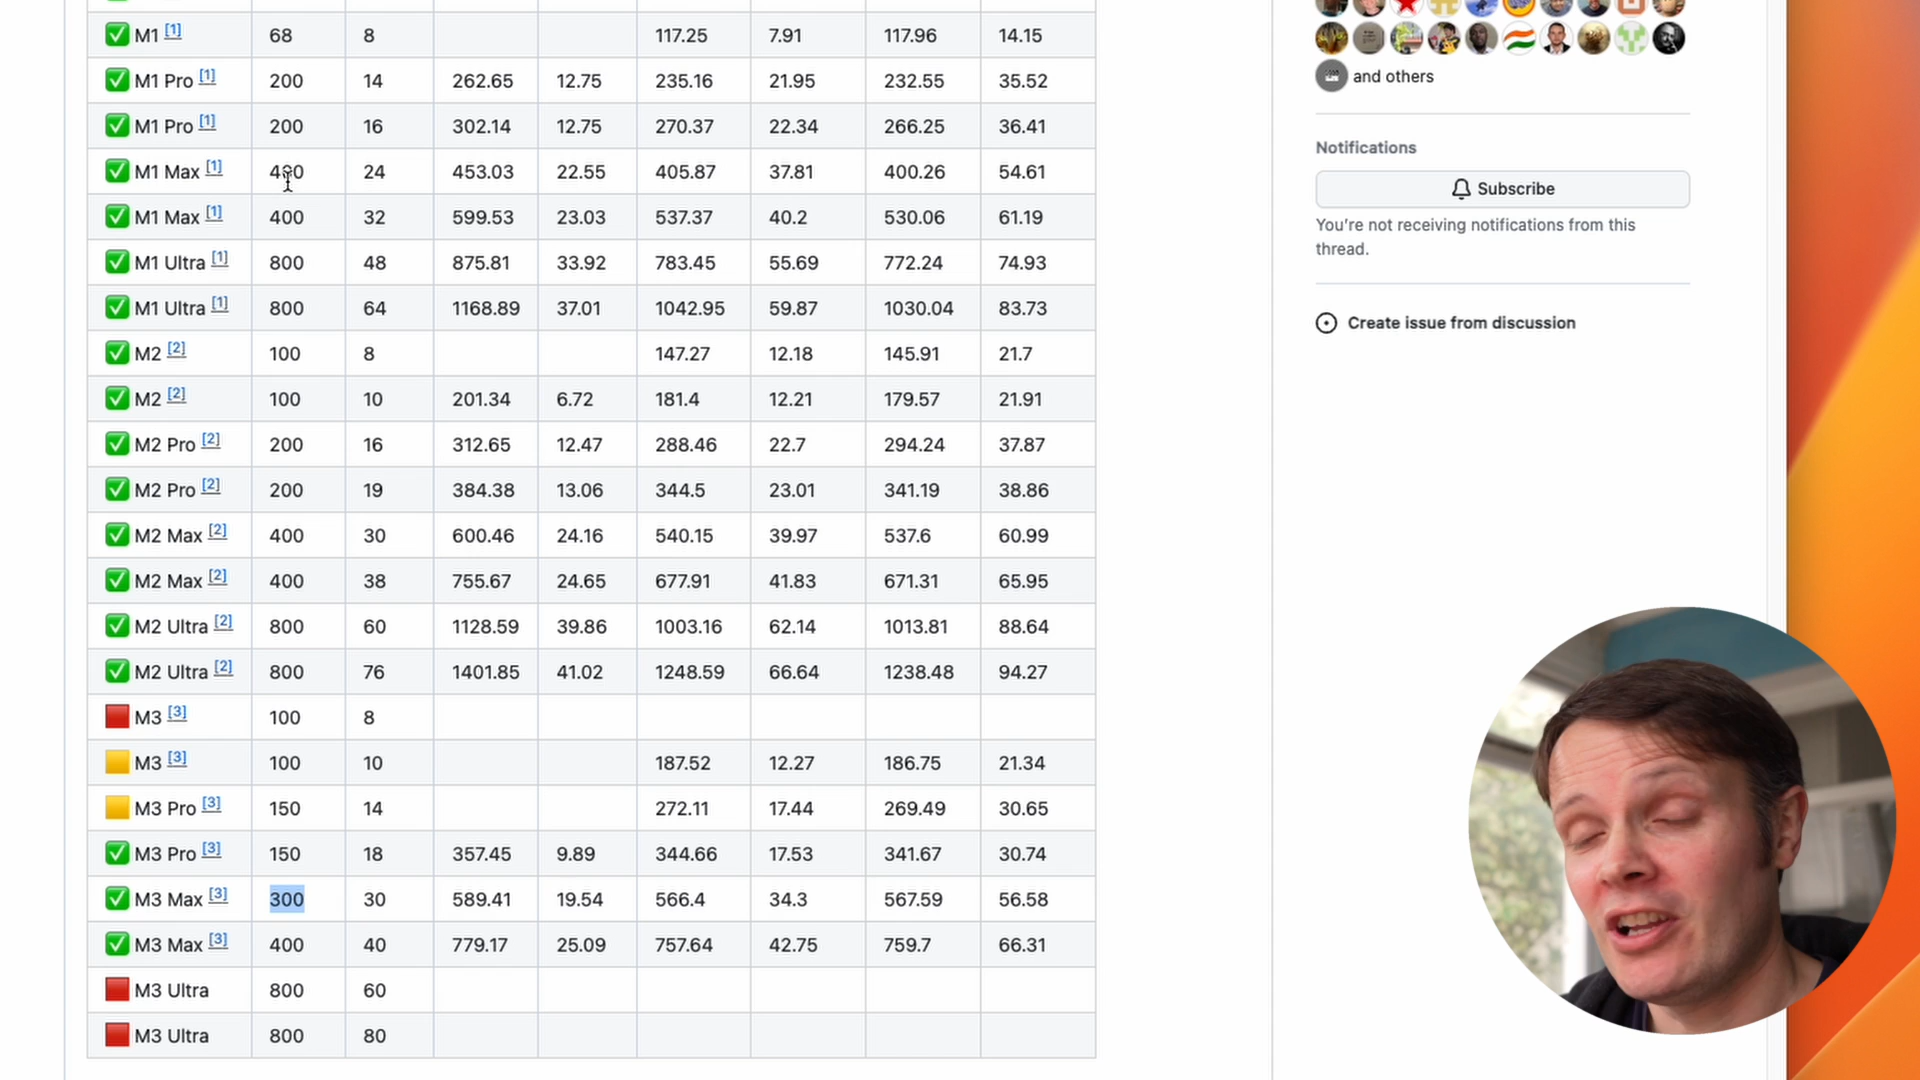 M1 [1] 68 8 117.25 7.91 117.96 14.15
M1 Pro [1] 200 14 262.65 12.75 235.16 21.95 232.55 35.52
M1 Pro [1] 200 16 302.14 12.75 270.37 22.34 266.25 36.41
M1 Max [1] 400 24 453.03 22.55 405.87 37.81 400.26 54.61
M1 Max [1] 400 32 599.53 23.03 537.37 40.2 530.06 61.19
M1 Ultra [1] 800 48 875.81 33.92 783.45 55.69 772.24 74.93
M1 Ultra [1] 800 64 1168.89 37.01 1042.95 59.87 1030.04 83.73
M2 [2] 100 8 147.27 12.18 145.91 21.7
M2 [2] 100 10 201.34 6.72 181.4 12.21 179.57 21.91
M2 Pro [2] 200 16 312.65 12.47 288.46 22.7 294.24 37.87
M2 Pro [2] 200 19 384.38 13.06 344.5 23.01 341.19 38.86
M2 Max [2] 400 30 600.46 24.16 540.15 39.97 537.6 60.99
M2 Max [2] 400 38 755.67 24.65 677.91 41.83 671.31 65.95
M2 Ultra [2] 800 60 1128.59 39.86 1003.16 62.14 1013.81 88.64
M2 Ultra [2] 800 76 1401.85 41.02 1248.59 66.64 1238.48 94.27
M3 [3] 100 8
M3 [3] 100 10 187.52 12.27 186.75 21.34
M3 Pro [3] 150 14 272.11 17.44 269.49 30.65
M3 Pro [3] 150 18 357.45 9.89 344.66 17.53 341.67 30.74
M3 Max [3] 300 30 589.41 19.54 566.4 34.3 567.59 56.58
M3 Max [3] 400 40 779.17 25.09 757.64 42.75 759.7 66.31
M3 Ultra 800 60
M3 Ultra 800 80
and others
Notifications
Subscribe
You're not receiving notifications from this
thread.
Create issue from discussion